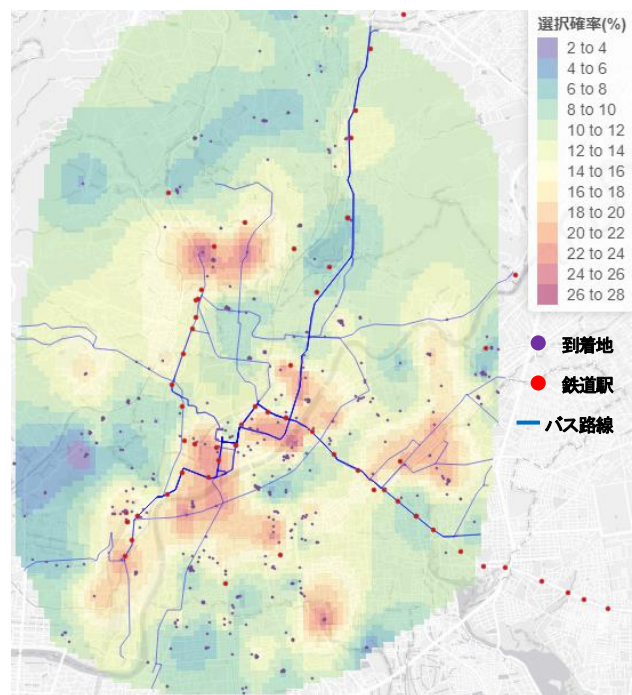 選択確率(%)
2 to 4
4 to 6
6 to 8
8 to 10
10 to 12
12 to 14
14 to 16
16 to 18
18 to 20
20 to 22
22 to 24
24 to 26
26 to 28
到着地
鉄道駅
バス路線